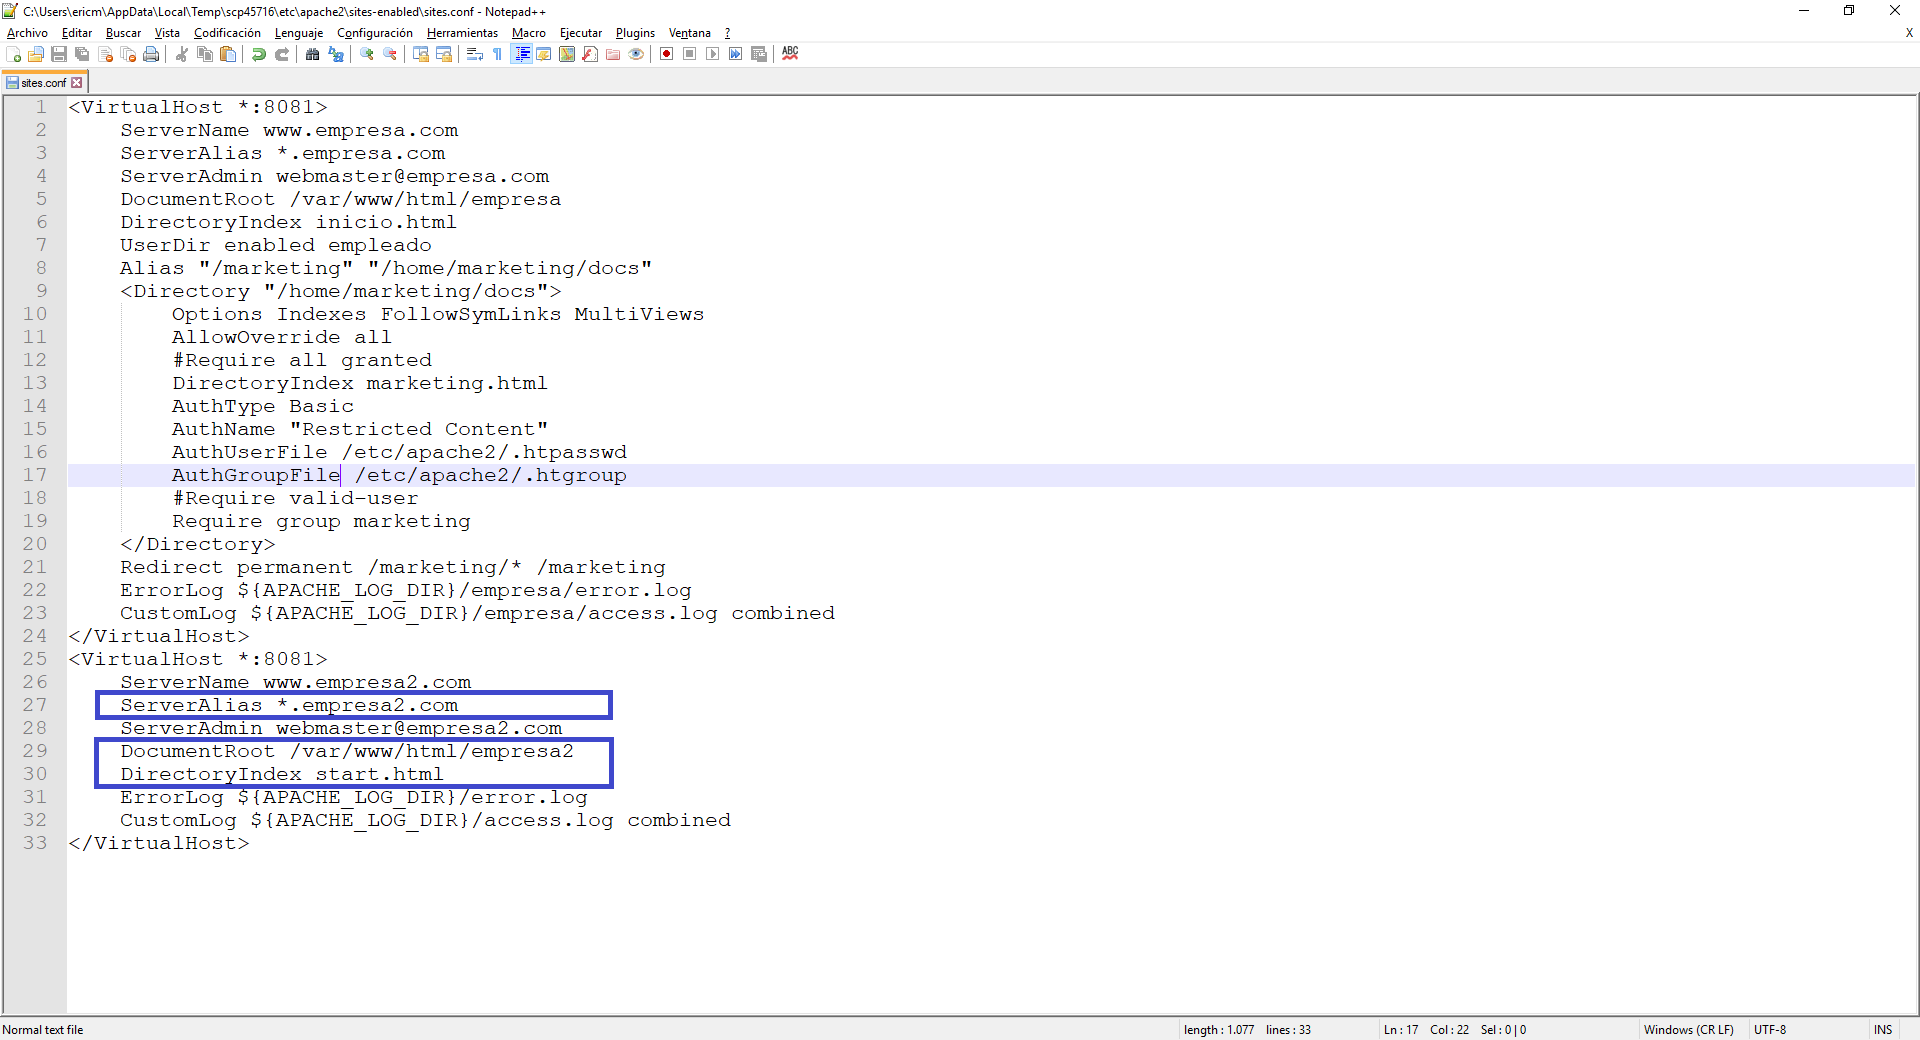 C:\Users\ericm\AppData\Local\Temp\scp45716\etc\apache2\sites-enabled\sites.conf - Notepad++
Archivo Editar Buscar Vista Codificación Lenguaje Configuración Herramientas Macro Ejecutar Plugins Ventana ? X
ABC
sites.conf
1 <VirtualHost *:8081>
2 ServerName www.empresa.com
3 ServerAlias *.empresa.com
4 ServerAdmin webmaster@empresa.com
5 DocumentRoot /var/www/html/empresa
6 DirectoryIndex inicio.html
7 UserDir enabled empleado
8 Alias "/marketing" "/home/marketing/docs"
9 <Directory "/home/marketing/docs">
10 Options Indexes FollowSymLinks MultiViews
11 AllowOverride all
12 #Require all granted
13 DirectoryIndex marketing.html
14 AuthType Basic
15 AuthName "Restricted Content"
16 AuthUserFile /etc/apache2/.htpasswd
17 AuthGroupFile /etc/apache2/.htgroup
18 #Require valid-user
19 Require group marketing
20 </Directory>
21 Redirect permanent /marketing/* /marketing
22 ErrorLog ${APACHE_LOG_DIR}/empresa/error.log
23 CustomLog ${APACHE_LOG_DIR}/empresa/access.log combined
24 </VirtualHost>
25 <VirtualHost *:8081>
26 ServerName www.empresa2.com
27 ServerAlias *.empresa2.com
28 ServerAdmin webmaster@empresa2.com
29 DocumentRoot /var/www/html/empresa2
30 DirectoryIndex start.html
31 ErrorLog ${APACHE_LOG_DIR}/error.log
32 CustomLog ${APACHE_LOG_DIR}/access.log combined
33 </VirtualHost>
Normal text file length : 1.077 lines : 33 Ln : 17 Col : 22 Sel : 0 | 0 Windows (CR LF) UTF-8 INS